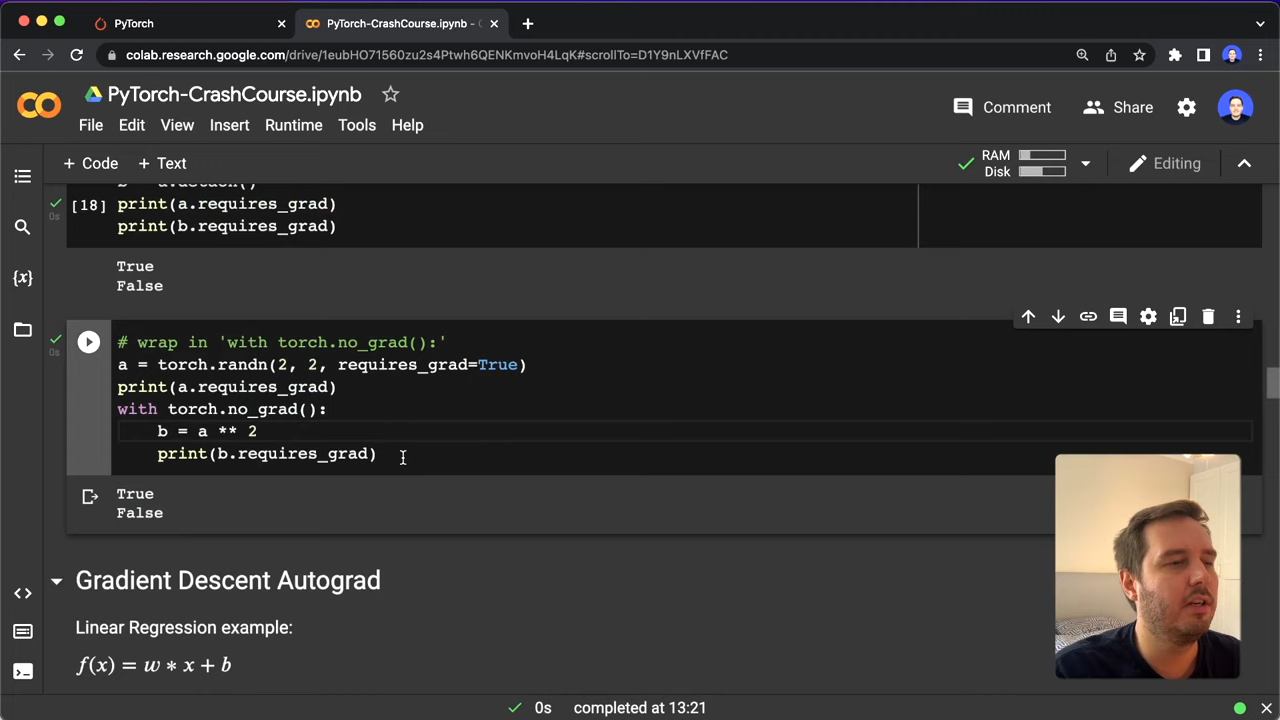 PyTorch
PyTorch-CrashCourse.ipynb -
colab.research.google.com/drive/1eubHO71560zu2s4Ptwh6QENKmvoH4LqK#scrollTo=D1Y9nLXVfFAC
PyTorch-CrashCourse.ipynb
Comment
Share
File Edit View Insert Runtime Tools Help
+ Code + Text
RAM
Disk
Editing
[18]
print(a.requires_grad)
0s
print(b.requires_grad)
True
False
# wrap in 'with torch.no_grad():'
0s
a = torch.randn(2, 2, requires_grad=True)
print(a.requires_grad)
with torch.no_grad():
b = a ** 2
print(b.requires_grad)
True
False
Gradient Descent Autograd
Linear Regression example:
f(x) = w * x + b
0s completed at 13:21